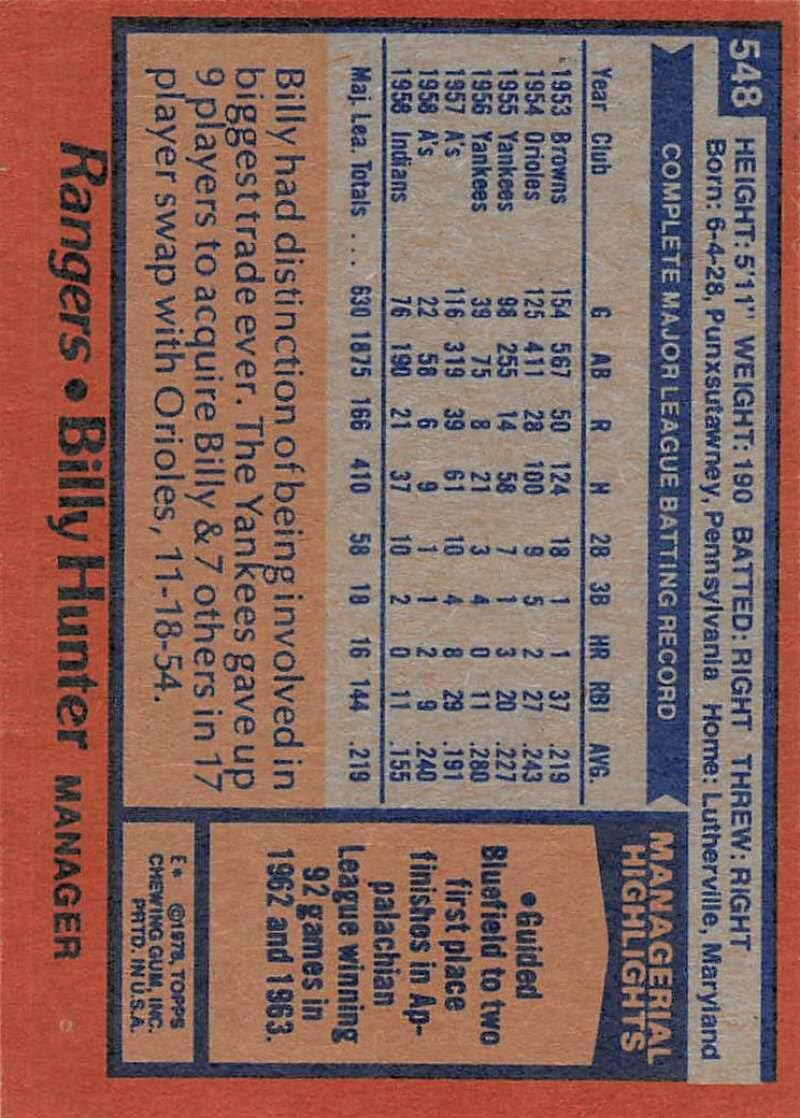 548
HEIGHT: 5'11" WEIGHT: 190 BATTED: RIGHT THREW: RIGHT
Born: 6-4-28, Punxsutawney, Pennsylvania Home: Lutherville, Maryland
COMPLETE MAJOR LEAGUE BATTING RECORD
Year Club G AB R H 2B 3B HR RBI AVG.
1953 Browns 154 567 50 124 18 1 1 37 .219
1954 Orioles 125 411 28 100 9 5 2 27 .243
1955 Yankees 98 255 14 58 7 1 3 20 .227
1956 Yankees 39 75 8 21 3 4 0 11 .280
1957 A's 116 319 39 61 10 4 8 29 .191
1958 A's 22 58 6 9 1 1 2 9 .240
1958 Indians 76 190 21 37 10 2 0 11 .155
Maj. Lea. Totals ... 630 1875 166 410 58 18 16 144 .219
Billy had distinction of being involved in
biggest trade ever. The Yankees gave up
9 players to acquire Billy & 7 others in 17
player swap with Orioles, 11-18-54.
MANAGERIAL
HIGHLIGHTS
•Guided
Bluefield to two
first place
finishes in Ap-
palachian
League winning
92 games in
1962 and 1963.
E* ©1978, TOPPS
CHEWING GUM, INC.
PRTD. IN U.S.A.
Rangers • Billy Hunter MANAGER